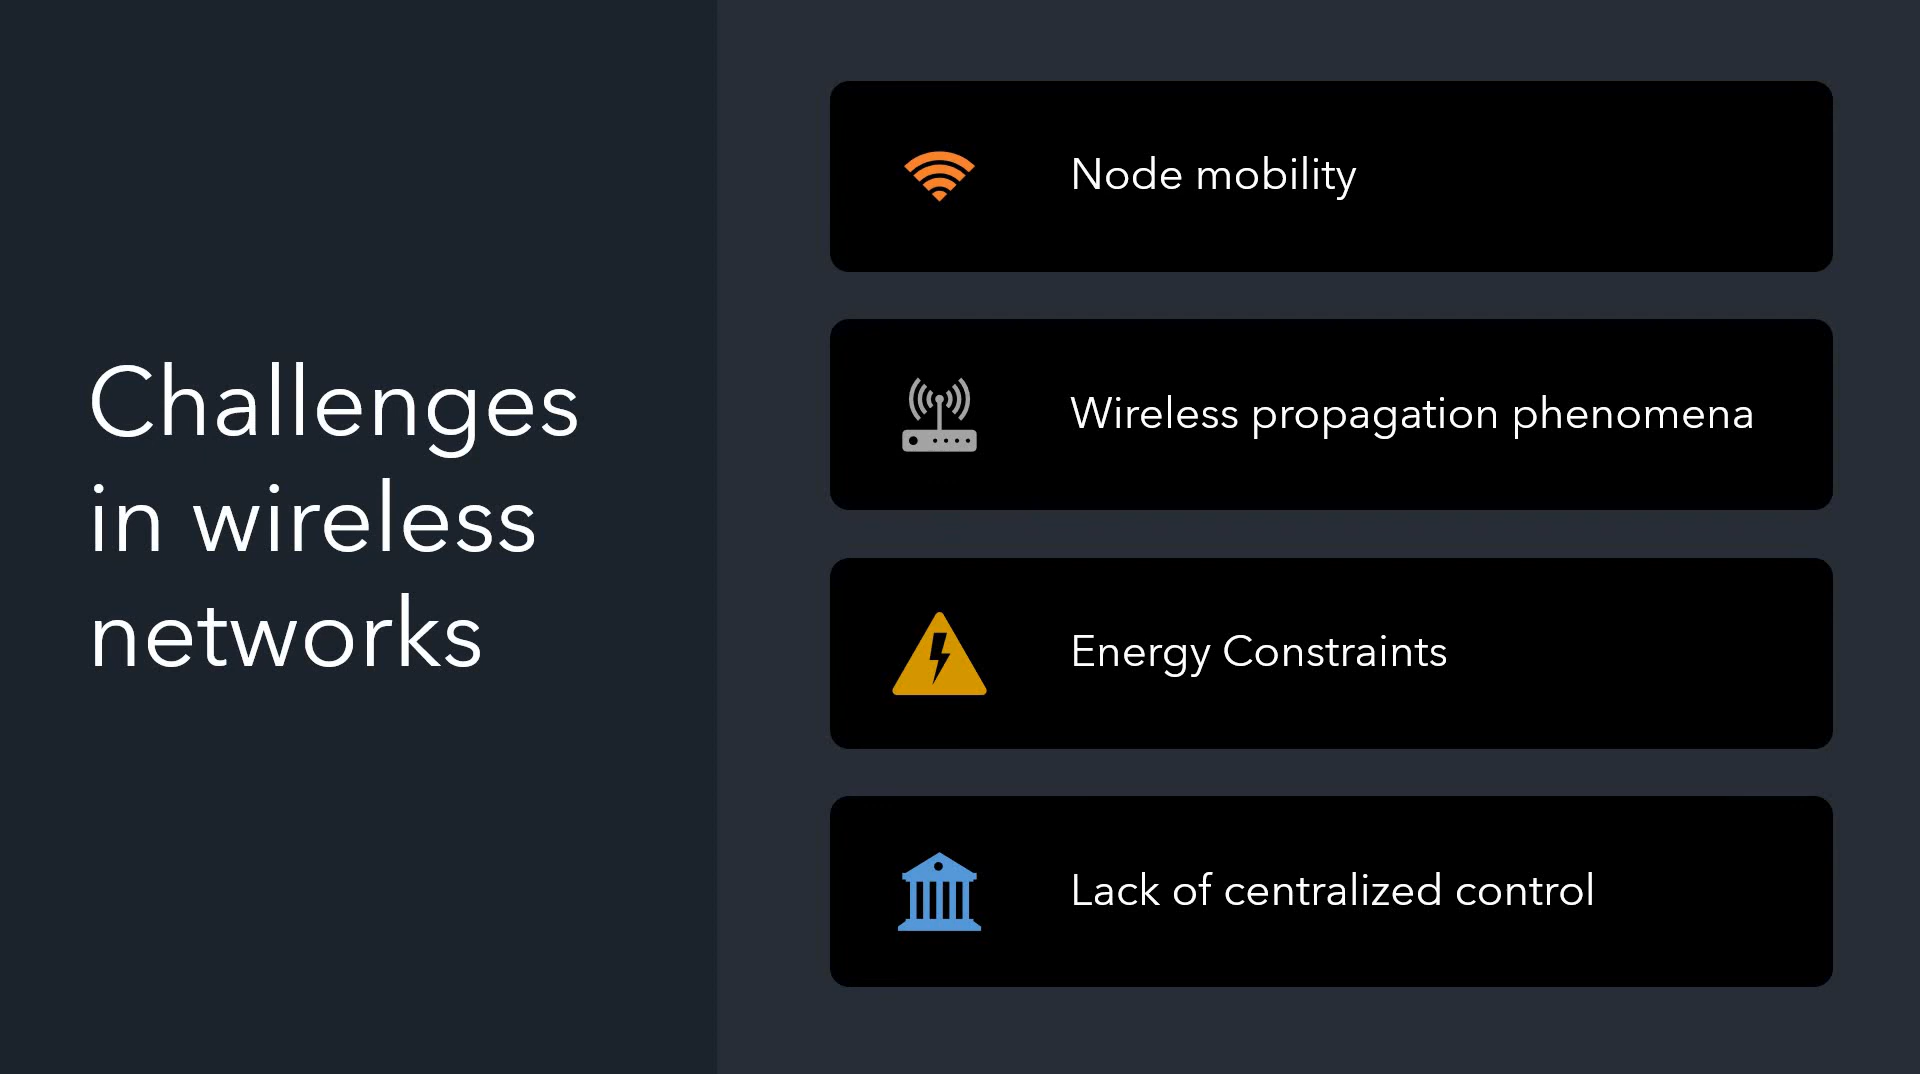 Challenges
in wireless
networks
Node mobility
Wireless propagation phenomena
Energy Constraints
Lack of centralized control